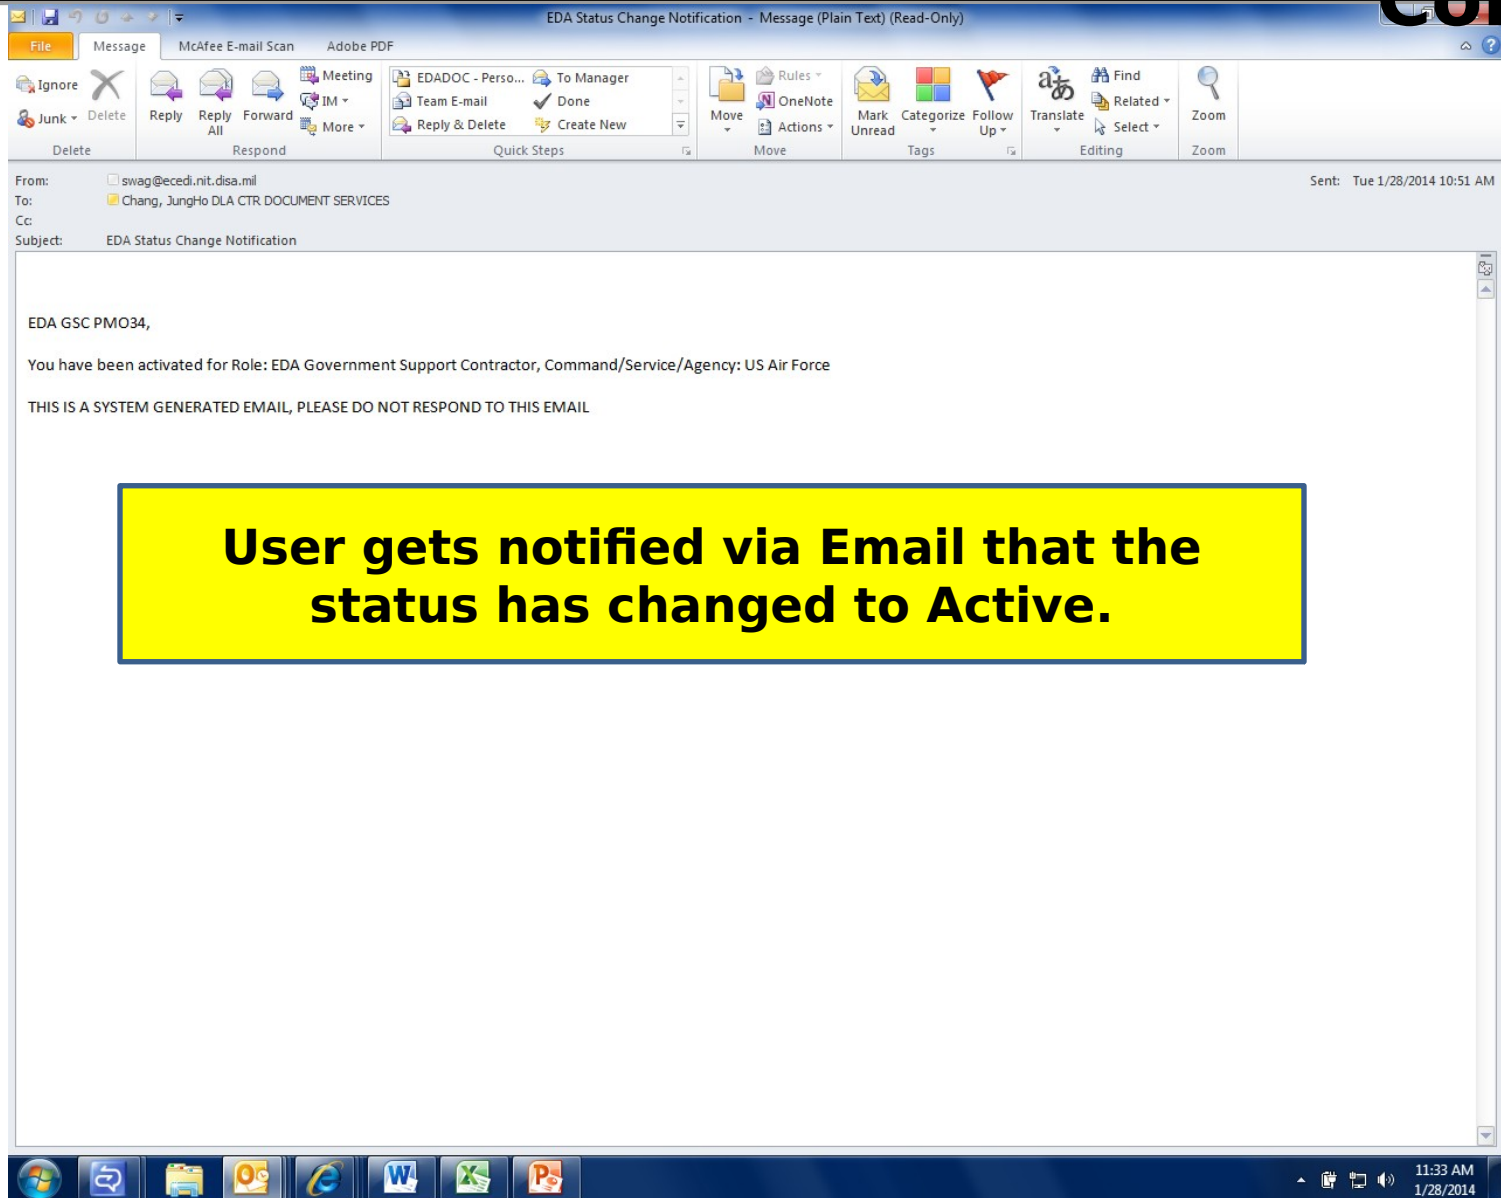 EDA Status Change Notification - Message (Plain Text) (Read-Only)
File Message McAfee E-mail Scan Adobe PDF
Ignore
Junk
Delete
Delete
Reply
Reply All
Forward
Meeting
IM
More
Respond
EDADOC - Perso... To Manager
Team E-mail Done
Reply & Delete Create New
Quick Steps
Move
Rules
OneNote
Actions
Move
Mark Unread
Categorize
Follow Up
Tags
Translate
Find
Related
Select
Editing
Zoom
Zoom
From: swag@ecedi.nit.disa.mil
Sent: Tue 1/28/2014 10:51 AM
To: Chang, JungHo DLA CTR DOCUMENT SERVICES
Cc:
Subject: EDA Status Change Notification
EDA GSC PMO34,
You have been activated for Role: EDA Government Support Contractor, Command/Service/Agency: US Air Force
THIS IS A SYSTEM GENERATED EMAIL, PLEASE DO NOT RESPOND TO THIS EMAIL
User gets notified via Email that the
status has changed to Active.
11:33 AM
1/28/2014